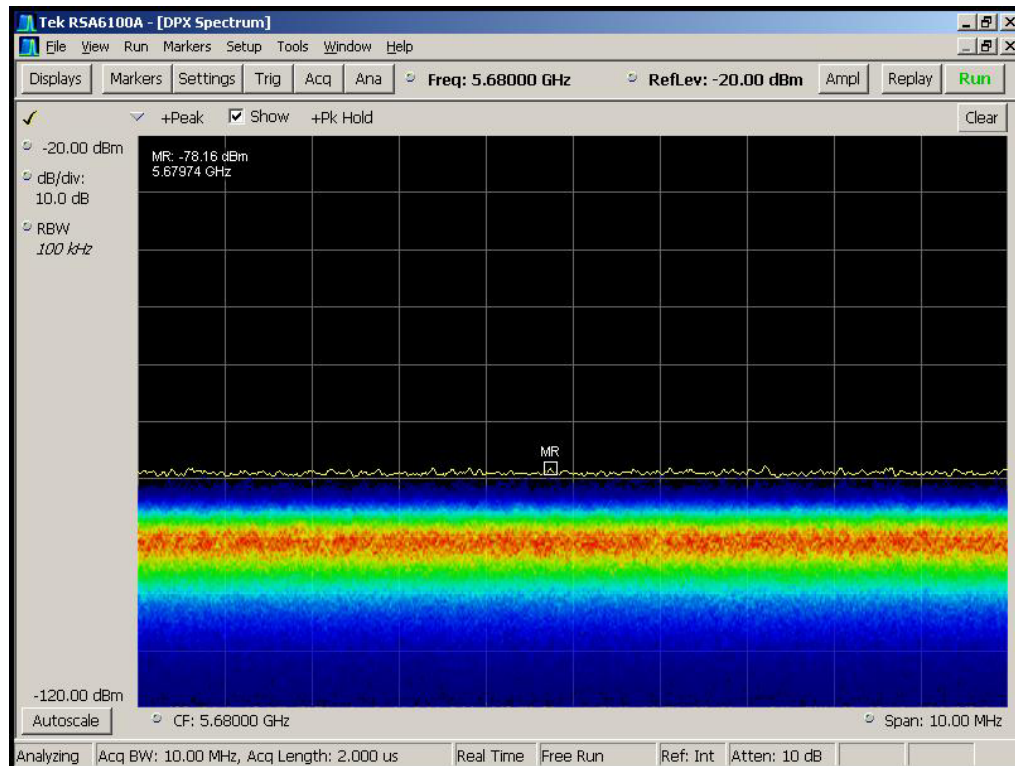 Tek RSA6100A - [DPX Spectrum]
File View Run Markers Setup Tools Window Help
Displays Markers Settings Trig Acq Ana Freq: 5.68000 GHz RefLev: -20.00 dBm Ampl Replay Run
+Peak Show +Pk Hold Clear
-20.00 dBm
MR: -78.16 dBm
5.67974 GHz
dB/div:
10.0 dB
RBW
100 kHz
MR
-120.00 dBm
Autoscale CF: 5.68000 GHz Span: 10.00 MHz
Analyzing Acq BW: 10.00 MHz, Acq Length: 2.000 us Real Time Free Run Ref: Int Atten: 10 dB